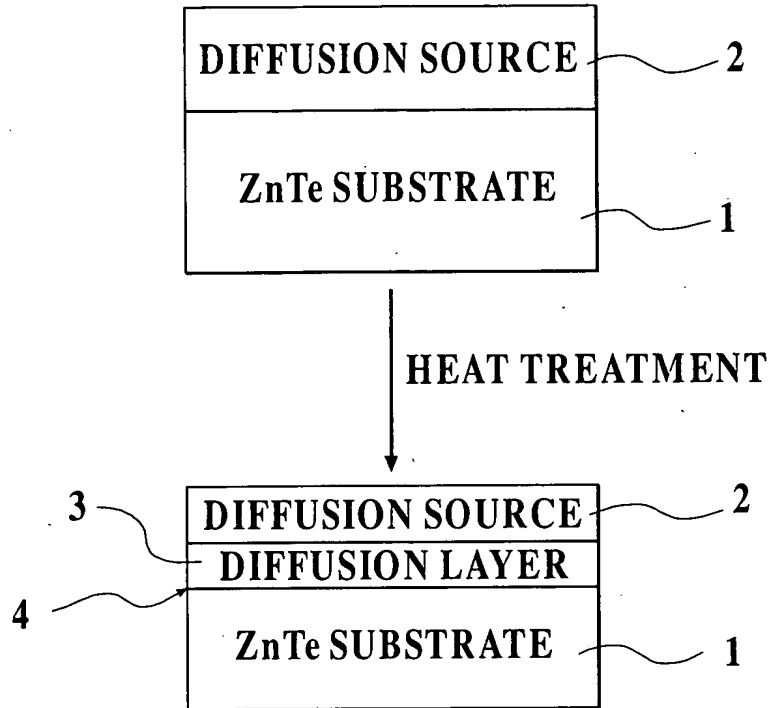 DIFFUSION SOURCE 2
ZnTe SUBSTRATE
1
HEAT TREATMENT
3
DIFFUSION SOURCE 2
DIFFUSION LAYER
4
ZnTe SUBSTRATE 1